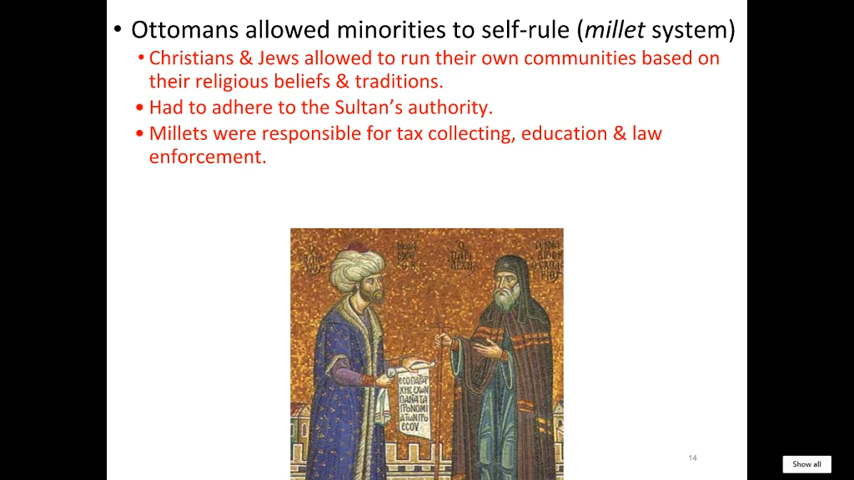 • Ottomans allowed minorities to self-rule (millet system)
• Christians & Jews allowed to run their own communities based on
their religious beliefs & traditions.
• Had to adhere to the Sultan’s authority.
• Millets were responsible for tax collecting, education & law
enforcement.
14
Show all